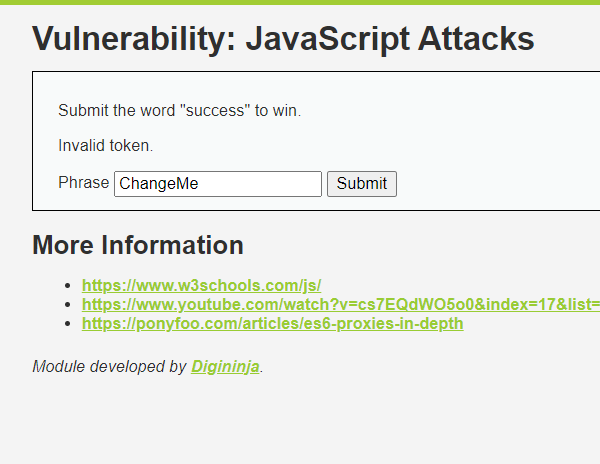 Vulnerability: JavaScript Attacks
Submit the word "success" to win.
Invalid token.
Phrase ChangeMe Submit
More Information
https://www.w3schools.com/js/
https://www.youtube.com/watch?v=cs7EQdWO5o0&index=17&list=
https://ponyfoo.com/articles/es6-proxies-in-depth
Module developed by Digininja.